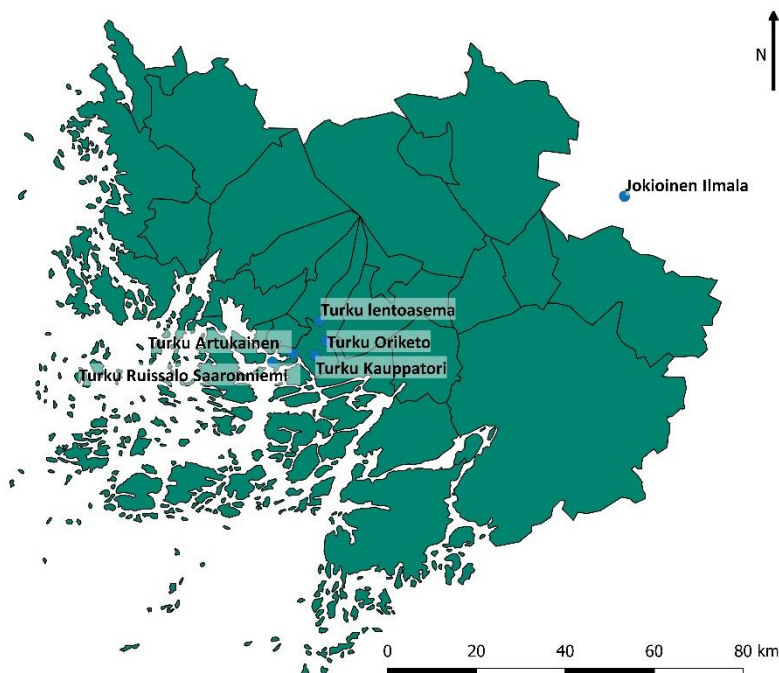 N
Jokioinen Ilmala
Turku lentoasema
Turku Artukainen
Turku Oriketo
Turku Ruissalo Saaronniemi
Turku Kauppatori
0 20 40 60 80 km